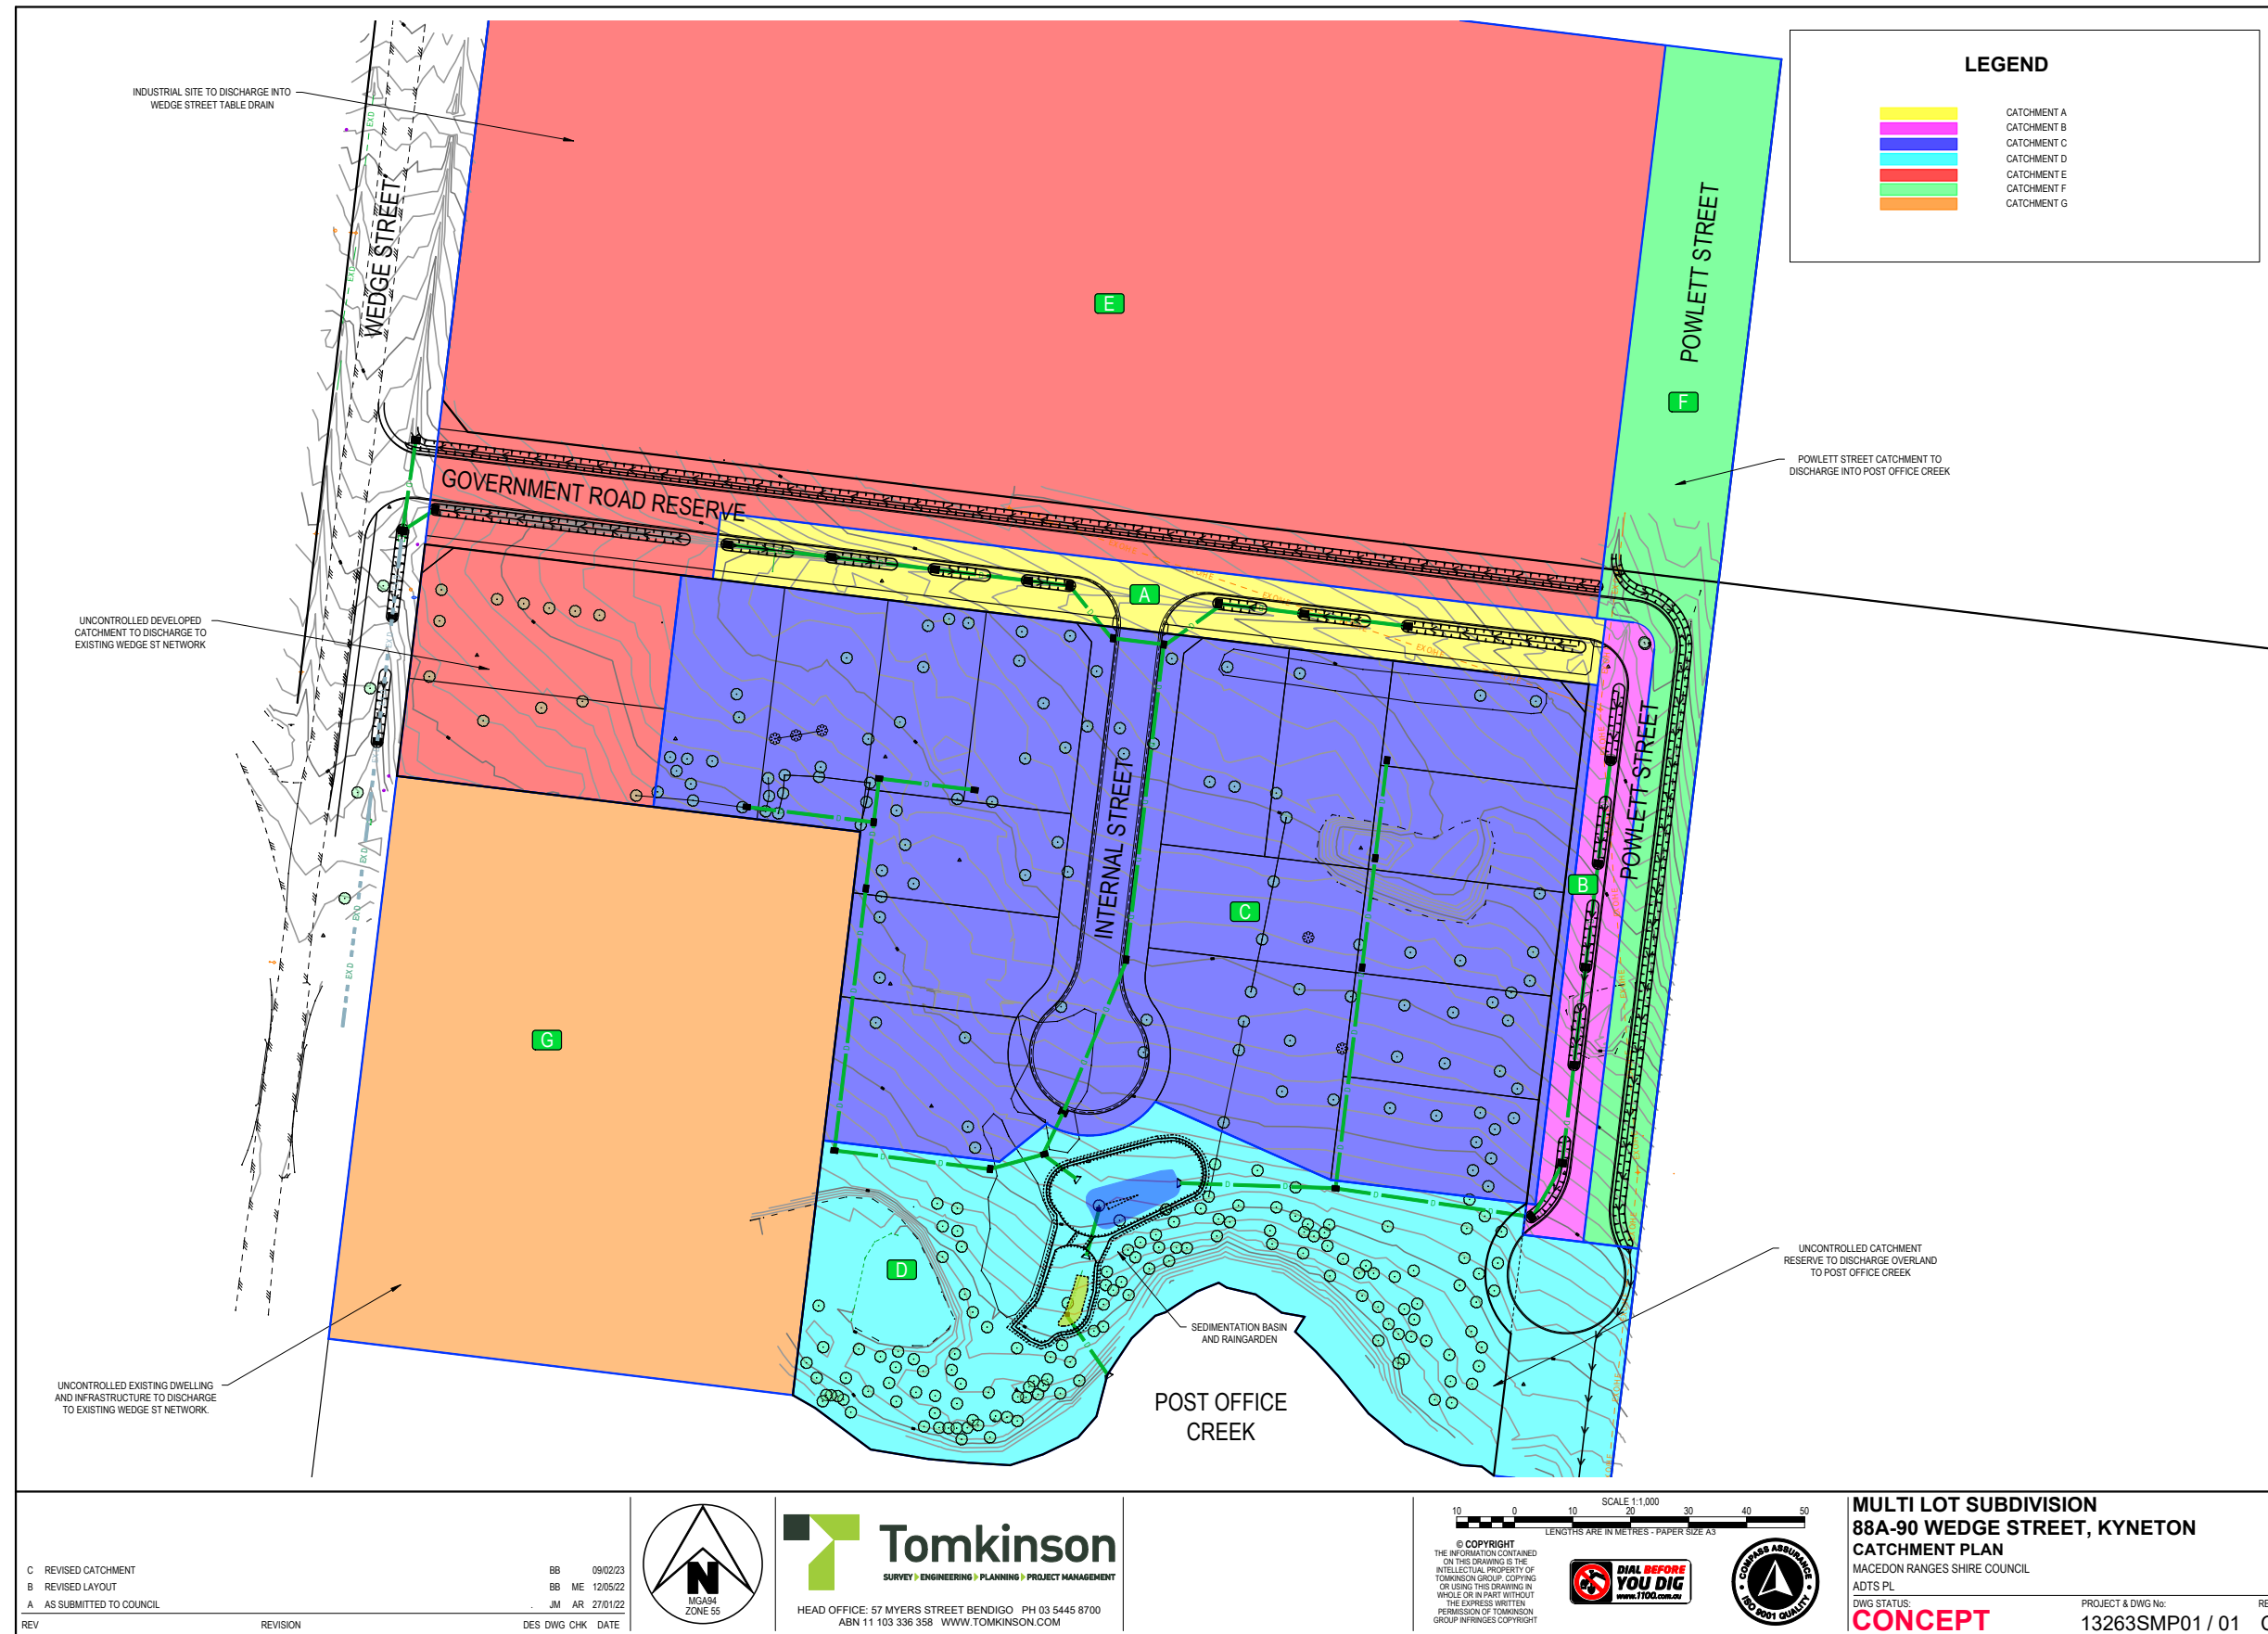 LEGEND
CATCHMENT A
CATCHMENT B
CATCHMENT C
CATCHMENT D
CATCHMENT E
CATCHMENT F
CATCHMENT G
INDUSTRIAL SITE TO DISCHARGE INTO
WEDGE STREET TABLE DRAIN
WEDGE STREET
POWLETT STREET
E
F
POWLETT STREET CATCHMENT TO
DISCHARGE INTO POST OFFICE CREEK
GOVERNMENT ROAD RESERVE
A
UNCONTROLLED DEVELOPED
CATCHMENT TO DISCHARGE TO
EXISTING WEDGE ST NETWORK
INTERNAL STREET
POWLETT STREET
B
C
G
D
UNCONTROLLED CATCHMENT
RESERVE TO DISCHARGE OVERLAND
TO POST OFFICE CREEK
SEDIMENTATION BASIN
AND RAINGARDEN
UNCONTROLLED EXISTING DWELLING
AND INFRASTRUCTURE TO DISCHARGE
TO EXISTING WEDGE ST NETWORK.
POST OFFICE
CREEK
C REVISED CATCHMENT BB 09/02/23
B REVISED LAYOUT BB ME 12/05/22
A AS SUBMITTED TO COUNCIL . JM AR 27/01/22
REV REVISION DES DWG CHK DATE
N
MGA94
ZONE 55
Tomkinson
SURVEY ENGINEERING PLANNING PROJECT MANAGEMENT
HEAD OFFICE: 57 MYERS STREET BENDIGO PH 03 5445 8700
ABN 11 103 336 358 WWW.TOMKINSON.COM
SCALE 1:1,000
10 0 10 20 30 40 50
LENGTHS ARE IN METRES - PAPER SIZE A3
© COPYRIGHT
THE INFORMATION CONTAINED
ON THIS DRAWING IS THE
INTELLECTUAL PROPERTY OF
TOMKINSON GROUP. COPYING
OR USING THIS DRAWING IN
WHOLE OR IN PART WITHOUT
THE EXPRESS WRITTEN
PERMISSION OF TOMKINSON
GROUP INFRINGES COPYRIGHT
DIAL BEFORE
YOU DIG
www.1100.com.au
COMPASS ASSURANCE
ISO 9001 QUALITY
MULTI LOT SUBDIVISION
88A-90 WEDGE STREET, KYNETON
CATCHMENT PLAN
MACEDON RANGES SHIRE COUNCIL
ADTS PL
DWG STATUS:
CONCEPT
PROJECT & DWG No:
13263SMP01 / 01